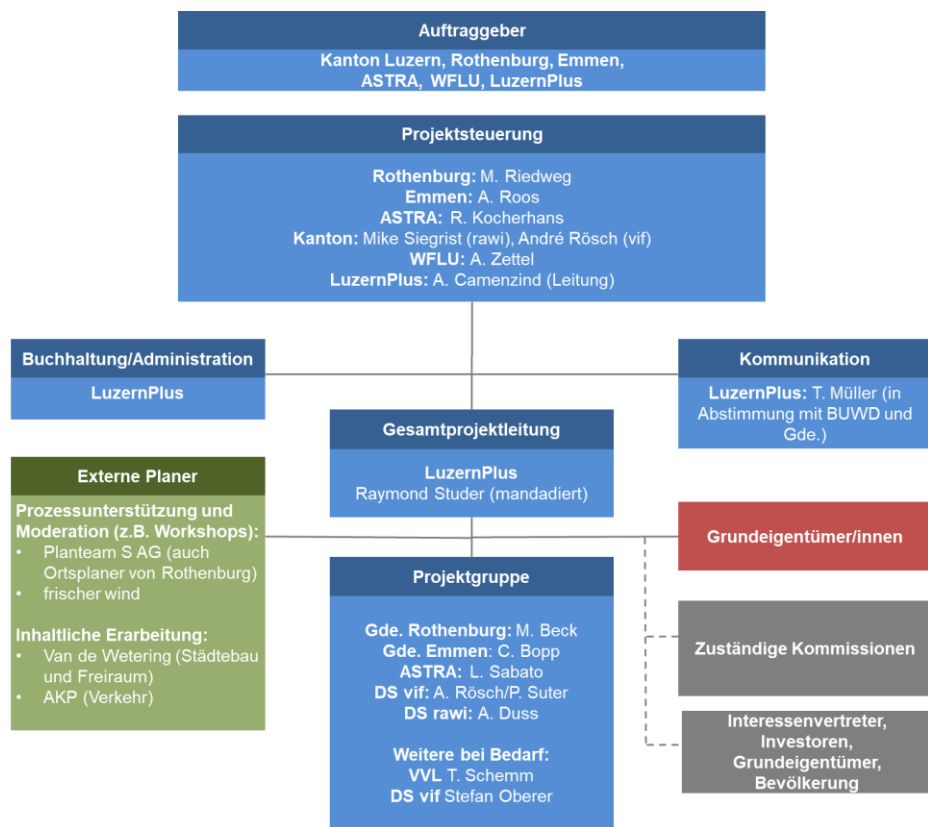 Auftraggeber
Kanton Luzern, Rothenburg, Emmen,
ASTRA, WFLU, LuzernPlus
Projektsteuerung
Rothenburg: M. Riedweg
Emmen: A. Roos
ASTRA: R. Kocherhans
Kanton: Mike Siegrist (rawi), André Rösch (vif)
WFLU: A. Zettel
LuzernPlus: A. Camenzind (Leitung)
Buchhaltung/Administration
LuzernPlus
Kommunikation
LuzernPlus: T. Müller (in
Abstimmung mit BUWD und
Gde.)
Gesamtprojektleitung
LuzernPlus
Raymond Studer (mandadiert)
Externe Planer
Prozessunterstützung und
Moderation (z.B. Workshops):
• Planteam S AG (auch
Ortsplaner von Rothenburg)
• frischer wind
Inhaltliche Erarbeitung:
• Van de Wetering (Städtebau
und Freiraum)
• AKP (Verkehr)
Grundeigentümer/innen
Projektgruppe
Gde. Rothenburg: M. Beck
Gde. Emmen: C. Bopp
ASTRA: L. Sabato
DS vif: A. Rösch/P. Suter
DS rawi: A. Duss
Weitere bei Bedarf:
VVL T. Schemm
DS vif Stefan Oberer
Zuständige Kommissionen
Interessenvertreter,
Investoren,
Grundeigentümer,
Bevölkerung